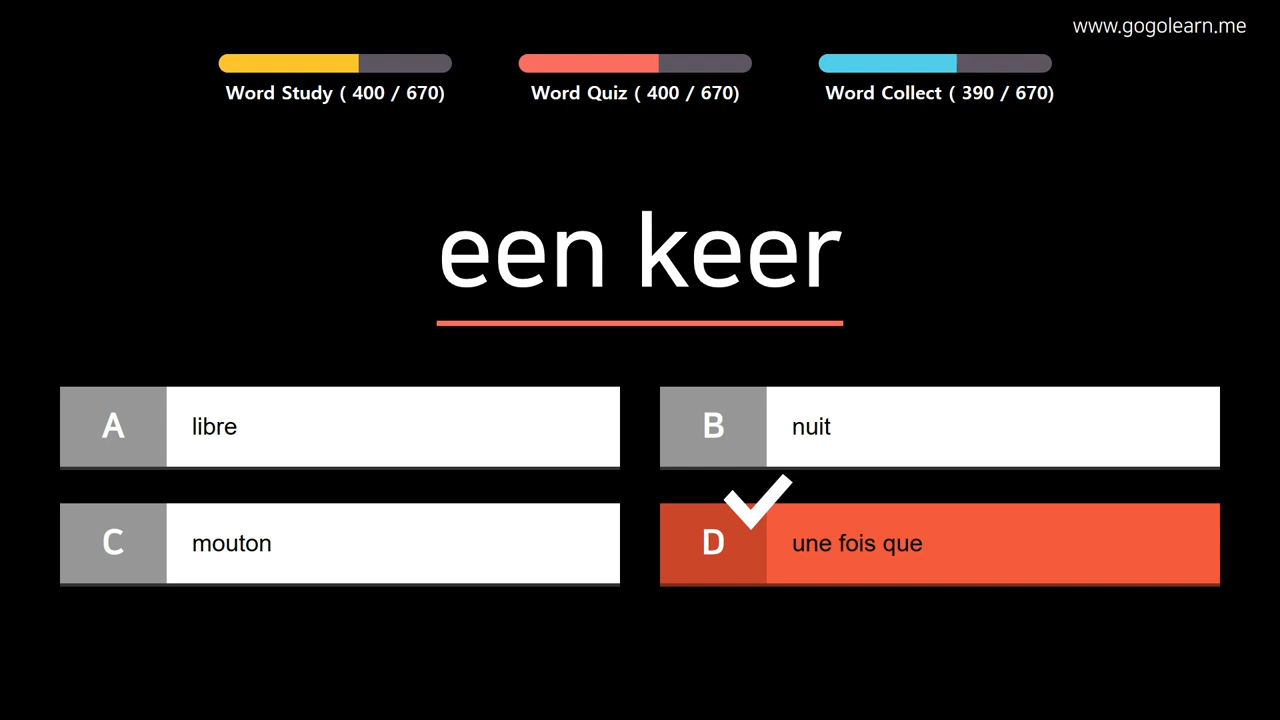 www.gogolearn.me
Word Study ( 400 / 670)
Word Quiz ( 400 / 670)
Word Collect ( 390 / 670)
een keer
A libre
B nuit
C mouton
D une fois que